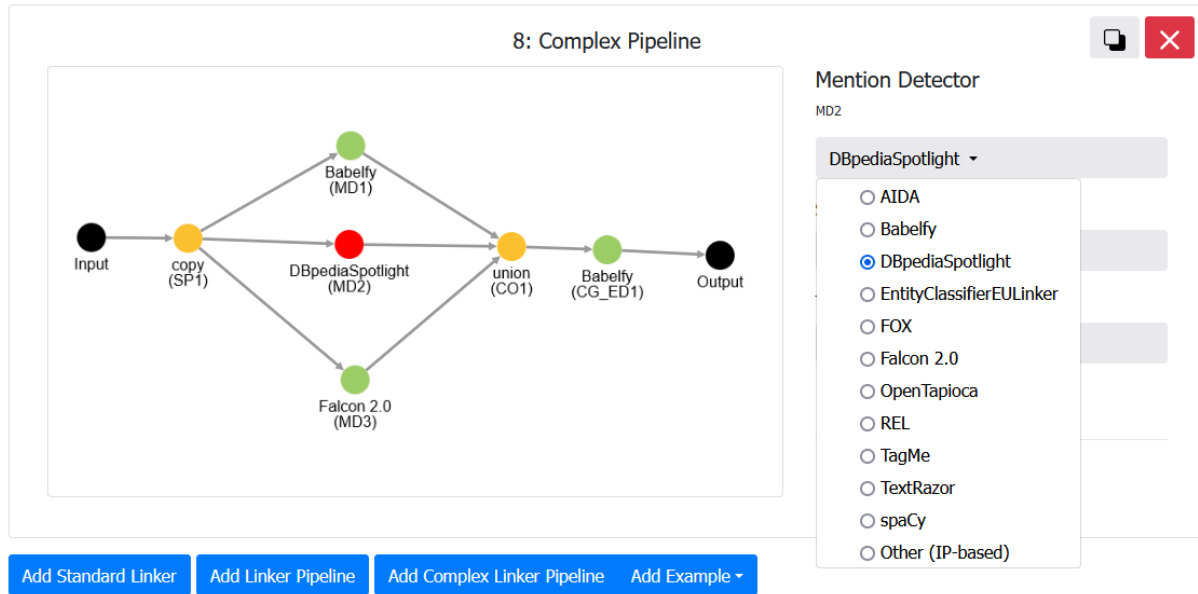 8: Complex Pipeline
Mention Detector
MD2
DBpediaSpotlight
AIDA
Babelfy
DBpediaSpotlight
EntityClassifierEULinker
FOX
Falcon 2.0
OpenTapioca
REL
TagMe
TextRazor
spaCy
Other (IP-based)
Babelfy
(MD1)
Input
copy
(SP1)
DBpediaSpotlight
(MD2)
union
(CO1)
Babelfy
(CG_ED1)
Output
Falcon 2.0
(MD3)
Add Standard Linker
Add Linker Pipeline
Add Complex Linker Pipeline
Add Example